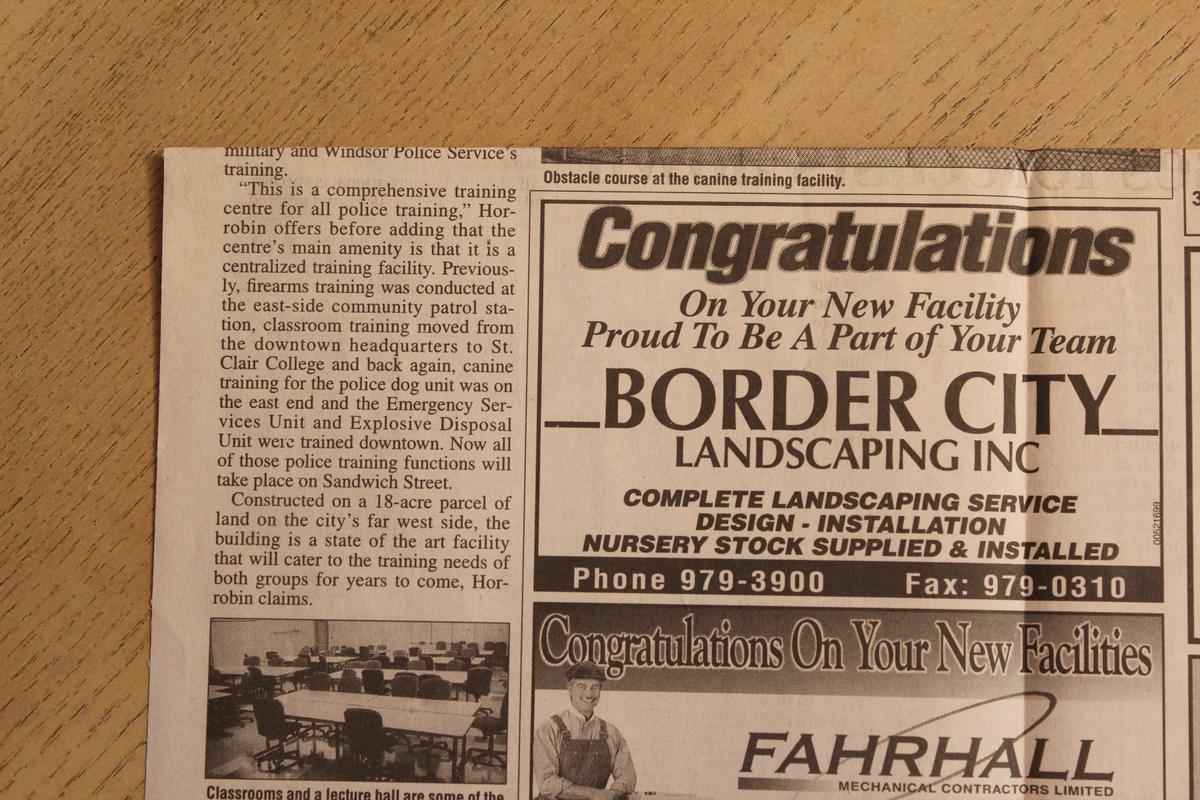 military and Windsor Police Service's
training.
"This is a comprehensive training
centre for all police training," Hor-
robin offers before adding that the
centre's main amenity is that it is a
centralized training facility. Previous-
ly, firearms training was conducted at
the east-side community patrol sta-
tion, classroom training moved from
the downtown headquarters to St.
Clair College and back again, canine
training for the police dog unit was on
the east end and the Emergency Ser-
vices Unit and Explosive Disposal
Unit were trained downtown. Now all
of those police training functions will
take place on Sandwich Street.
Constructed on a 18-acre parcel of
land on the city's far west side, the
building is a state of the art facility
that will cater to the training needs of
both groups for years to come, Hor-
robin claims.
Classrooms and a lecture hall are some of the
Obstacle course at the canine training facility.
Congratulations
On Your New Facility
Proud To Be A Part of Your Team
BORDER CITY
LANDSCAPING INC
COMPLETE LANDSCAPING SERVICE
DESIGN - INSTALLATION
NURSERY STOCK SUPPLIED & INSTALLED
00521699
Phone 979-3900 Fax: 979-0310
Congratulations On Your New Facilities
FAHRHALL
MECHANICAL CONTRACTORS LIMITED